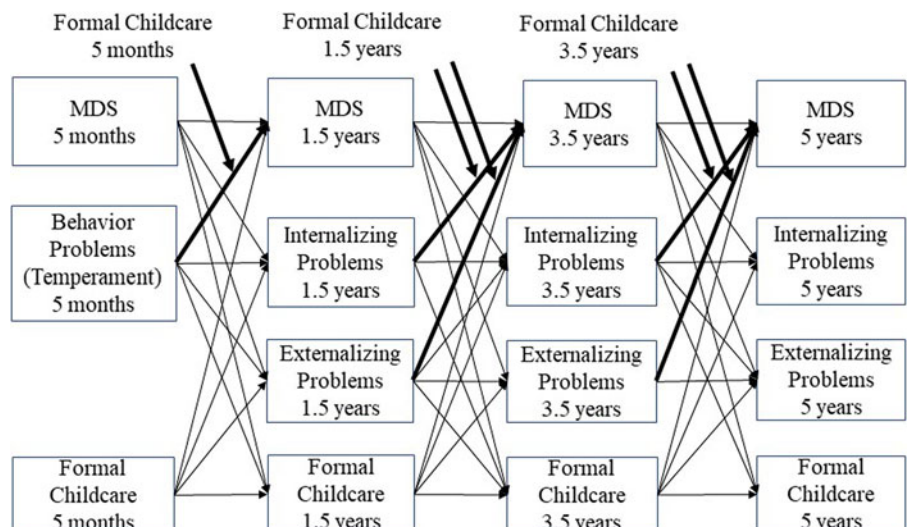 Formal Childcare
5 months
Formal Childcare
1.5 years
Formal Childcare
3.5 years
MDS
5 months
MDS
1.5 years
MDS
3.5 years
MDS
5 years
Behavior
Problems
(Temperament)
5 months
Internalizing
Problems
1.5 years
Internalizing
Problems
3.5 years
Internalizing
Problems
5 years
Externalizing
Problems
1.5 years
Externalizing
Problems
3.5 years
Externalizing
Problems
5 years
Formal
Childcare
5 months
Formal
Childcare
1.5 years
Formal
Childcare
3.5 years
Formal
Childcare
5 years